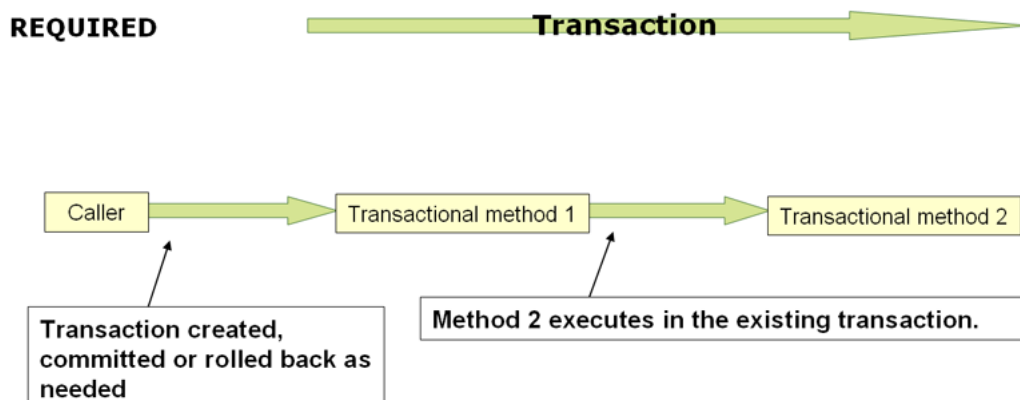 REQUIRED
Transaction
Caller
Transactional method 1
Transactional method 2
Transaction created,
committed or rolled back as
needed
Method 2 executes in the existing transaction.